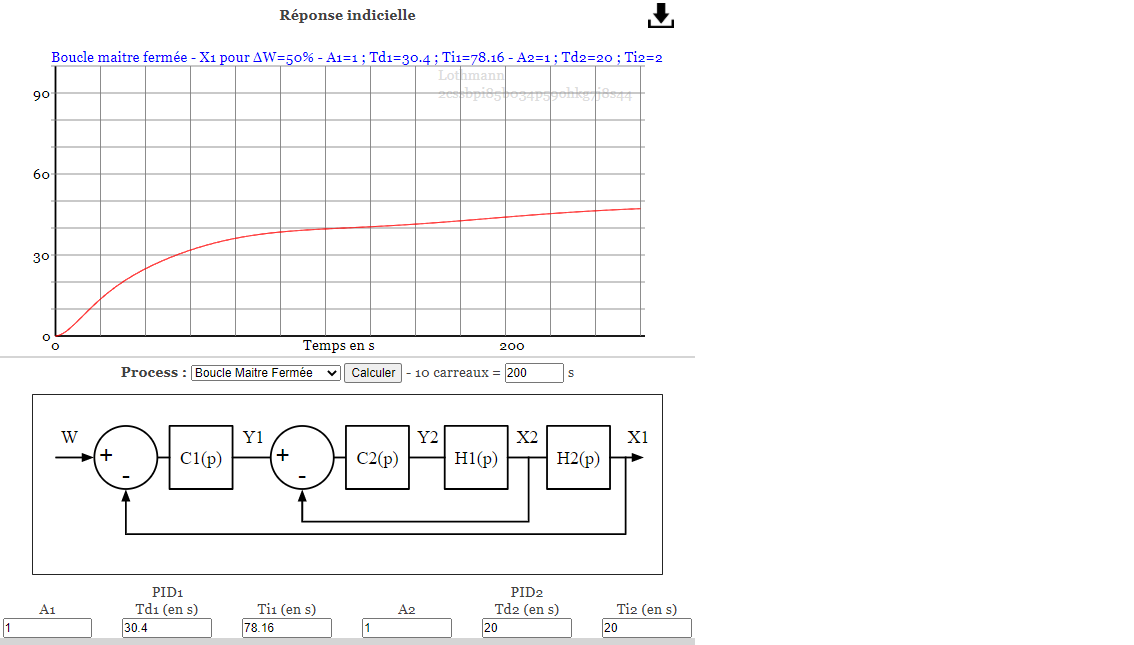 Réponse indicielle
Boucle maitre fermée - X1 pour ΔW=50% - A1=1 ; Td1=30.4 ; Ti1=78.16 - A2=1 ; Td2=20 ; Ti2=2
Lothmann
90
60
30
0
0 Temps en s 200
Process : Boucle Maitre Fermée Calculer - 10 carreaux = 200 s
W + - C1(p) Y1 + - C2(p) Y2 H1(p) X2 H2(p) X1
PID1 PID2
A1 Td1 (en s) Ti1 (en s) A2 Td2 (en s) Ti2 (en s)
1 30.4 78.16 1 20 20